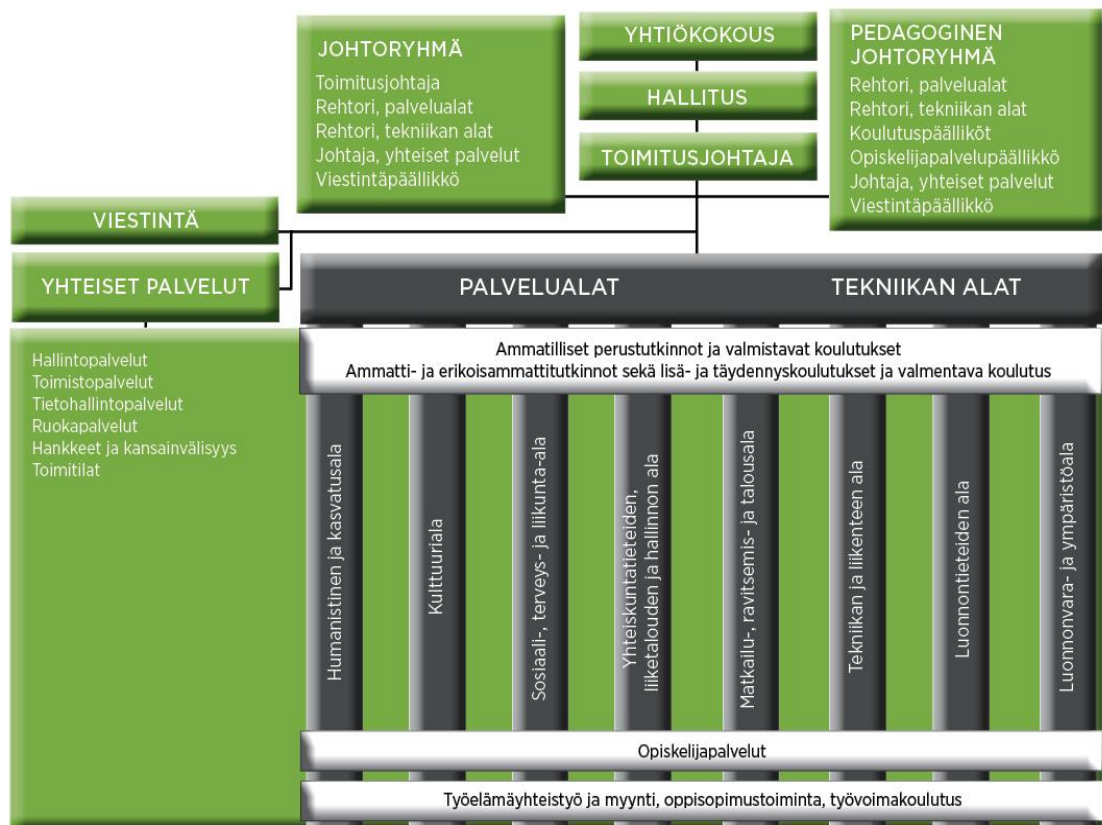 JOHTORYHMÄ
Toimitusjohtaja
Rehtori, palvelualat
Rehtori, tekniikan alat
Johtaja, yhteiset palvelut
Viestintäpäällikkö
YHTIÖKOKOUS
HALLITUS
TOIMITUSJOHTAJA
PEDAGOGINEN
JOHTORYHMÄ
Rehtori, palvelualat
Rehtori, tekniikan alat
Koulutuspäälliköt
Opiskelijapalvelupäällikkö
Johtaja, yhteiset palvelut
Viestintäpäällikkö
VIESTINTÄ
YHTEISET PALVELUT
Hallintopalvelut
Toimistopalvelut
Tietohallintopalvelut
Ruokapalvelut
Hankkeet ja kansainvälisyys
Toimitilat
PALVELUALAT
TEKNIIKAN ALAT
Ammatilliset perustutkinnot ja valmistavat koulutukset
Ammatti- ja erikoisammattitutkinnot sekä lisä- ja täydennyskoulutukset ja valmentava koulutus
Humanistinen ja kasvatusala
Kulttuuriala
Sosiaali-, terveys- ja liikunta-ala
Yhteiskuntatieteiden,
liiketalouden ja hallinnon ala
Matkailu-, ravitsemis- ja talousala
Tekniikan ja liikenteen ala
Luonnontieteiden ala
Luonnonvara- ja ympäristöala
Opiskelijapalvelut
Työelämäyhteistyö ja myynti, oppisopimustoiminta, työvoimakoulutus